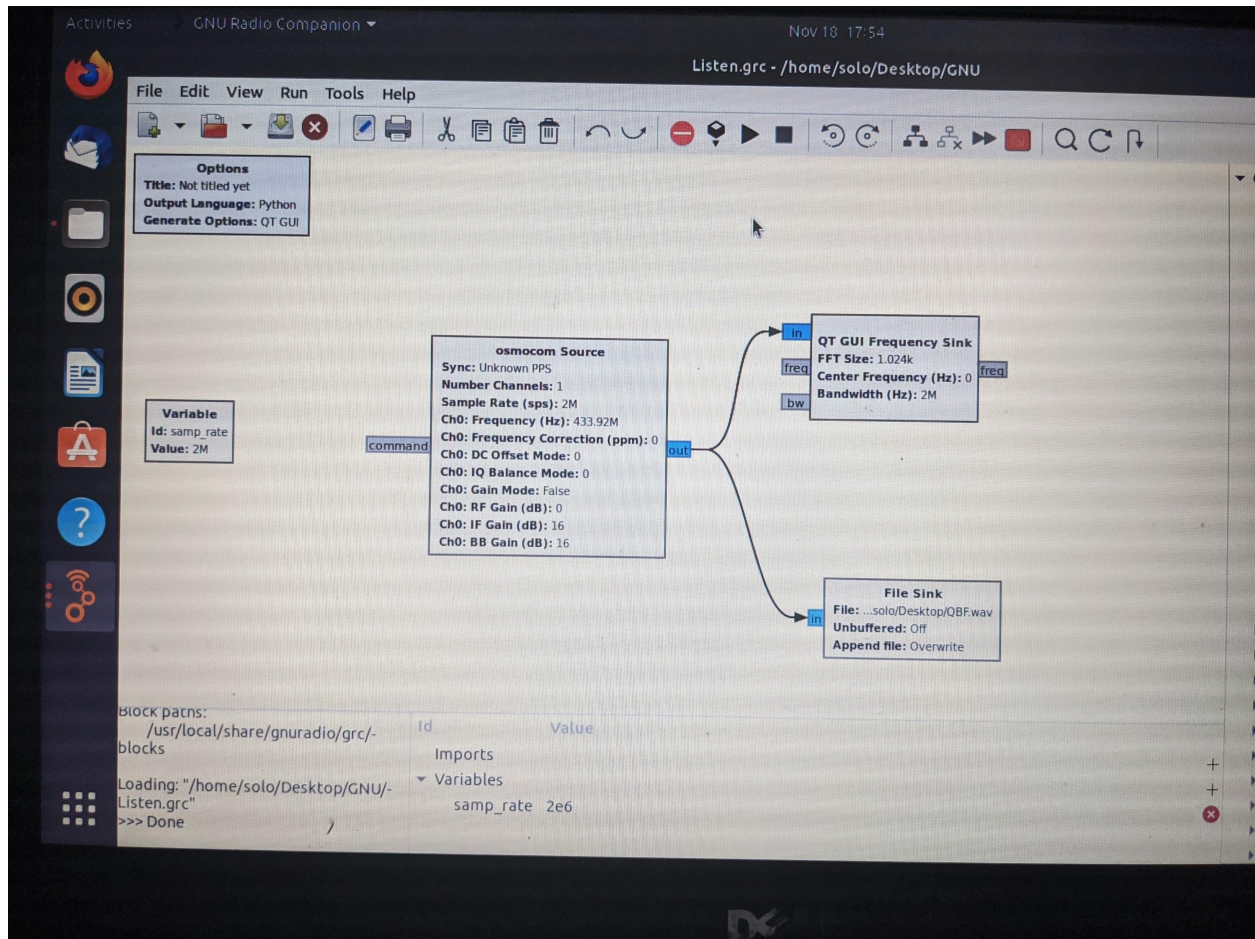 Activities
GNU Radio Companion
Nov 18 17:54
Listen.grc - /home/solo/Desktop/GNU
File Edit View Run Tools Help
Options
Title: Not titled yet
Output Language: Python
Generate Options: QT GUI
Variable
Id: samp_rate
Value: 2M
command
osmocom Source
Sync: Unknown PPS
Number Channels: 1
Sample Rate (sps): 2M
Ch0: Frequency (Hz): 433.92M
Ch0: Frequency Correction (ppm): 0
Ch0: DC Offset Mode: 0
Ch0: IQ Balance Mode: 0
Ch0: Gain Mode: False
Ch0: RF Gain (dB): 0
Ch0: IF Gain (dB): 16
Ch0: BB Gain (dB): 16
out
in
freq
bw
QT GUI Frequency Sink
FFT Size: 1.024k
Center Frequency (Hz): 0
Bandwidth (Hz): 2M
freq
in
File Sink
File: ...solo/Desktop/QBF.wav
Unbuffered: Off
Append file: Overwrite
Block paths:
/usr/local/share/gnuradio/grc/-
blocks
Loading: "/home/solo/Desktop/GNU/-
Listen.grc"
>>> Done
Id Value
Imports
Variables
samp_rate 2e6